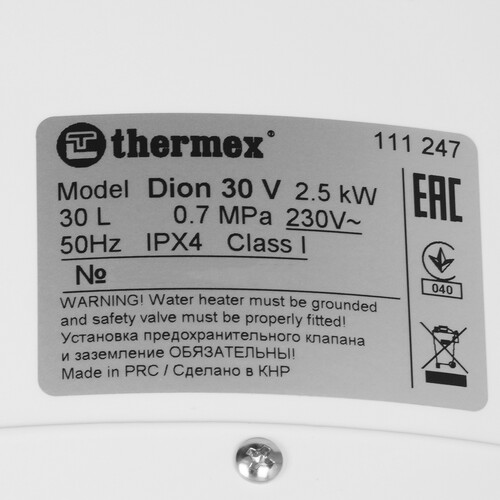 thermex® 111 247
Model Dion 30 V 2.5 kW
30 L 0.7 MPa 230V~
50Hz IPX4 Class I
№
EAC
040
WARNING! Water heater must be grounded
and safety valve must be properly fitted!
Установка предохранительного клапана
и заземление ОБЯЗАТЕЛЬНЫ!
Made in PRC / Сделано в КНР